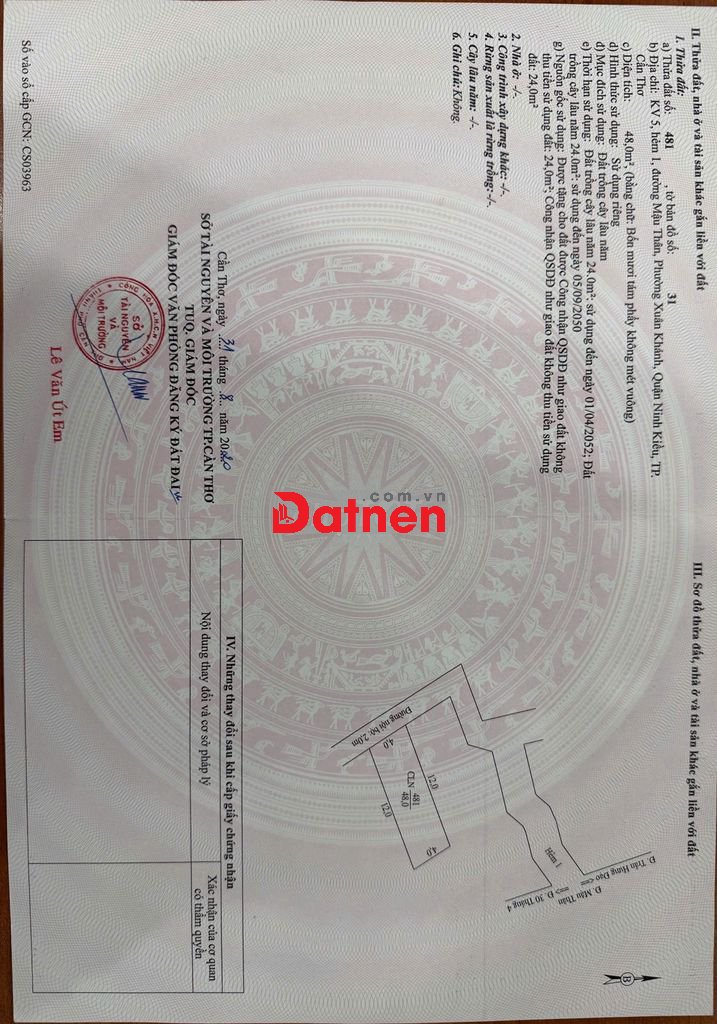 II. Thửa đất, nhà ở và tài sản khác gắn liền với đất
1. Thửa đất:
a) Thửa đất số: 481 , tờ bản đồ số: 31
b) Địa chỉ: KV 5, hẻm 1, đường Mậu Thân, Phường Xuân Khánh, Quận Ninh Kiều, TP.
Cần Thơ
c) Diện tích: 48,0m², (bằng chữ: Bốn mươi tám phẩy không mét vuông)
d) Hình thức sử dụng: Sử dụng riêng
đ) Mục đích sử dụng: Đất trồng cây lâu năm
e) Thời hạn sử dụng: Đất trồng cây lâu năm 24.0m²: sử dụng đến ngày 01/04/2052; Đất
trồng cây lâu năm 24.0m²: sử dụng đến ngày 05/09/2050
g) Nguồn gốc sử dụng: Được tặng cho đất được Công nhận QSDĐ như giao đất không
thu tiền sử dụng đất: 24,0m²; Công nhận QSDĐ như giao đất không thu tiền sử dụng
đất: 24,0m²
2. Nhà ở: -/-.
3. Công trình xây dựng khác: -/-.
4. Rừng sản xuất là rừng trồng: -/-.
5. Cây lâu năm: -/-.
6. Ghi chú: Không.
Cần Thơ, ngày 31 tháng 8 năm 2020
SỞ TÀI NGUYÊN VÀ MÔI TRƯỜNG TP.CẦN THƠ
TUQ. GIÁM ĐỐC
GIÁM ĐỐC VĂN PHÒNG ĐĂNG KÝ ĐẤT ĐAI
CỘNG HÒA X.H.C.N VIỆT NAM
SỞ
TÀI NGUYÊN
VÀ
MÔI TRƯỜNG
Lê Văn Út Em
Số vào sổ cấp GCN: CS03963
III. Sơ đồ thửa đất, nhà ở và tài sản khác gắn liền với đất
B
Đ. Trần Hưng Đạo <=
Đ. Mậu Thân
=> Đ. 30 Tháng 4
Hẻm 1
Đường nội bộ: 2.0m
4,0
12,0
CLN 481
48,0
12,0
4,0
IV. Những thay đổi sau khi cấp giấy chứng nhận
Nội dung thay đổi và cơ sở pháp lý
Xác nhận của cơ quan
có thẩm quyền
Datnen
.com.vn